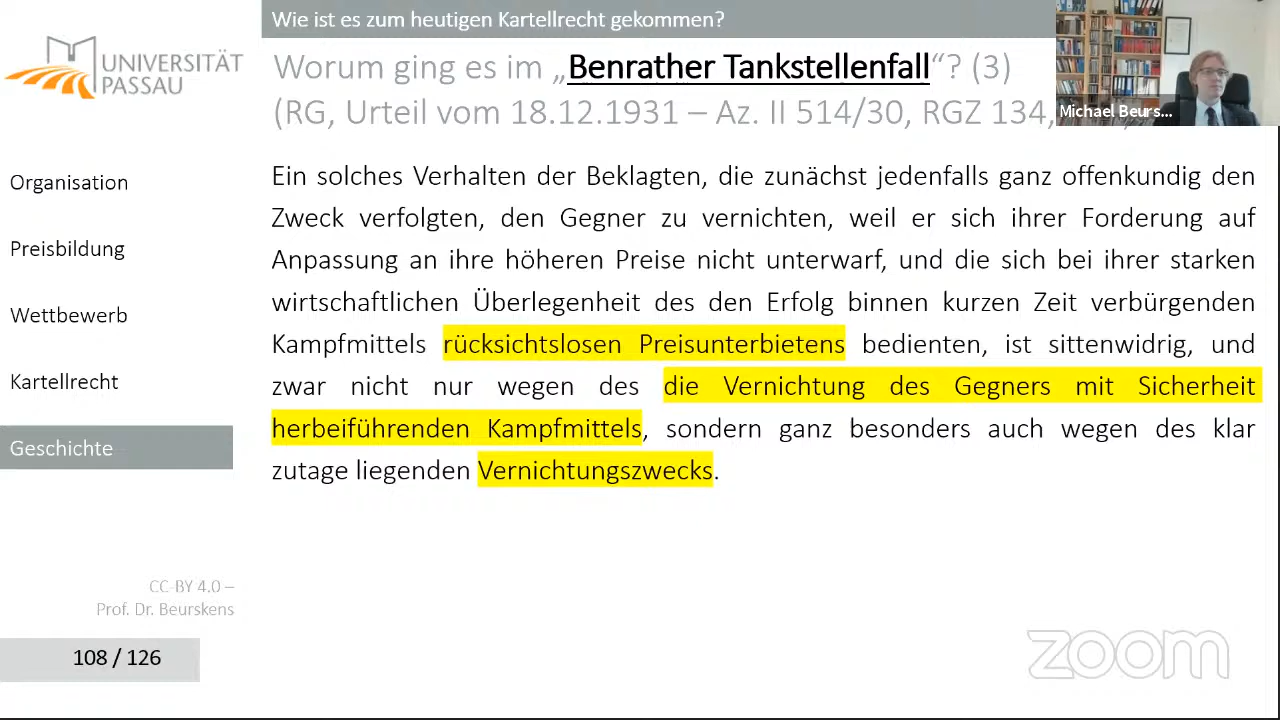 Wie ist es zum heutigen Kartellrecht gekommen?
UNIVERSITÄT
PASSAU
Worum ging es im „Benrather Tankstellenfall“? (3)
(RG, Urteil vom 18.12.1931 – Az. II 514/30, RGZ 134,
Michael Beurs...
Organisation
Preisbildung
Wettbewerb
Kartellrecht
Geschichte
Ein solches Verhalten der Beklagten, die zunächst jedenfalls ganz offenkundig den
Zweck verfolgten, den Gegner zu vernichten, weil er sich ihrer Forderung auf
Anpassung an ihre höheren Preise nicht unterwarf, und die sich bei ihrer starken
wirtschaftlichen Überlegenheit des den Erfolg binnen kurzen Zeit verbürgenden
Kampfmittels rücksichtslosen Preisunterbietens bedienten, ist sittenwidrig, und
zwar nicht nur wegen des die Vernichtung des Gegners mit Sicherheit
herbeiführenden Kampfmittels, sondern ganz besonders auch wegen des klar
zutage liegenden Vernichtungszwecks.
CC-BY 4.0 –
Prof. Dr. Beurskens
108 / 126
zoom